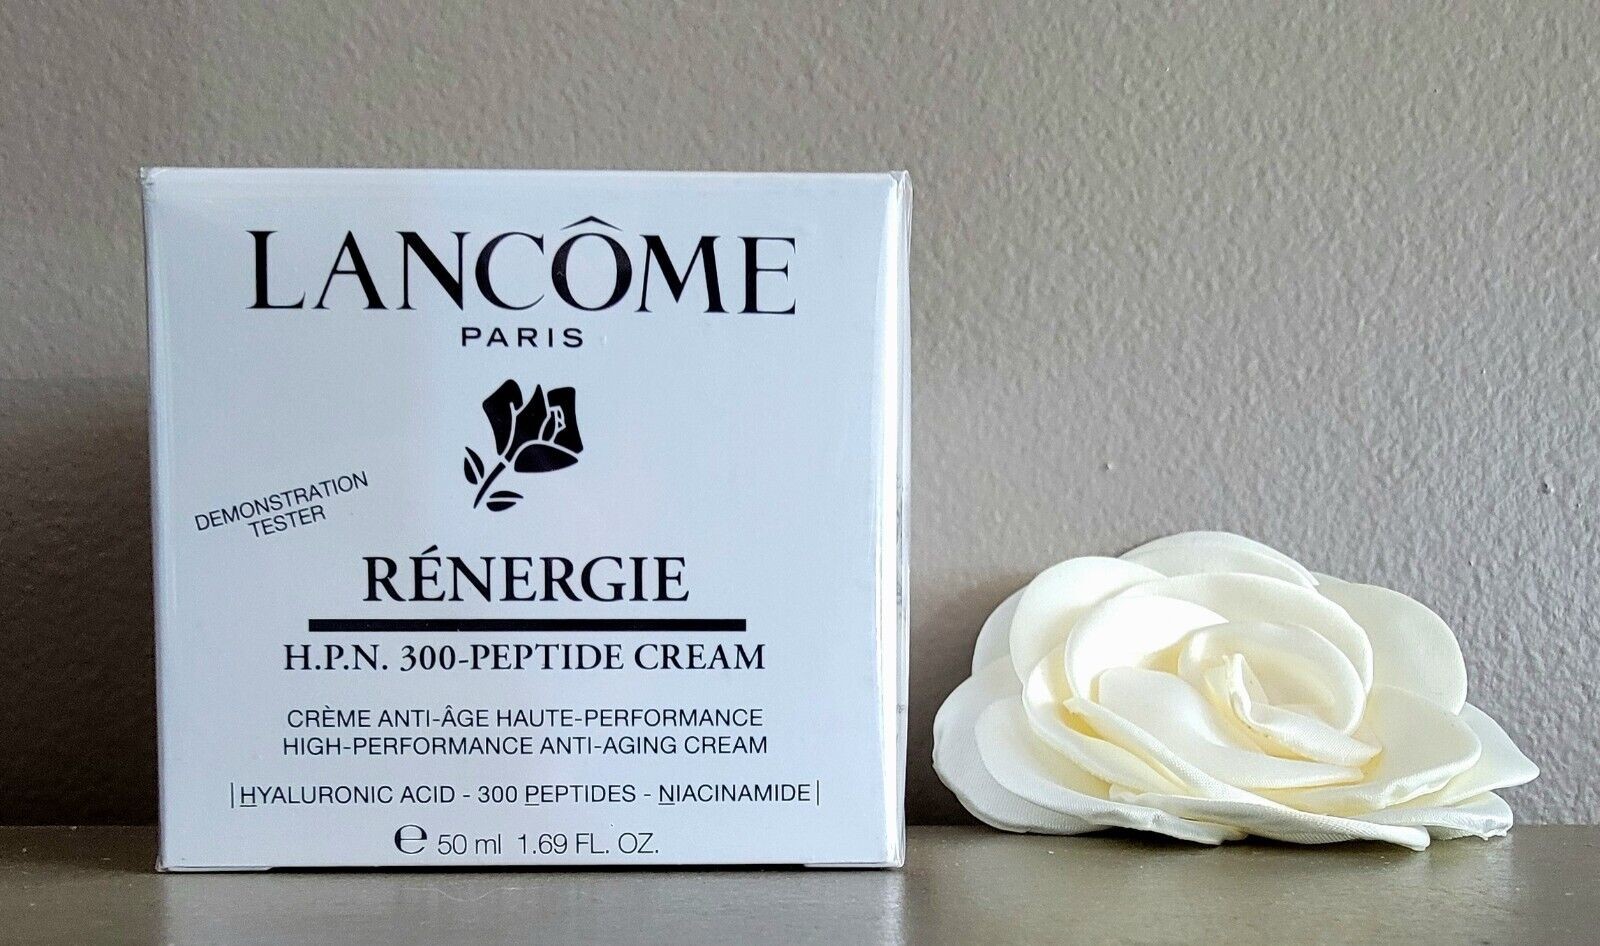 LANCÔME
PARIS
DEMONSTRATION
TESTER
RÉNERGIE
H.P.N. 300-PEPTIDE CREAM
CRÈME ANTI-ÂGE HAUTE-PERFORMANCE
HIGH-PERFORMANCE ANTI-AGING CREAM
|HYALURONIC ACID - 300 PEPTIDES - NIACINAMIDE|
℮ 50 ml 1.69 FL. OZ.